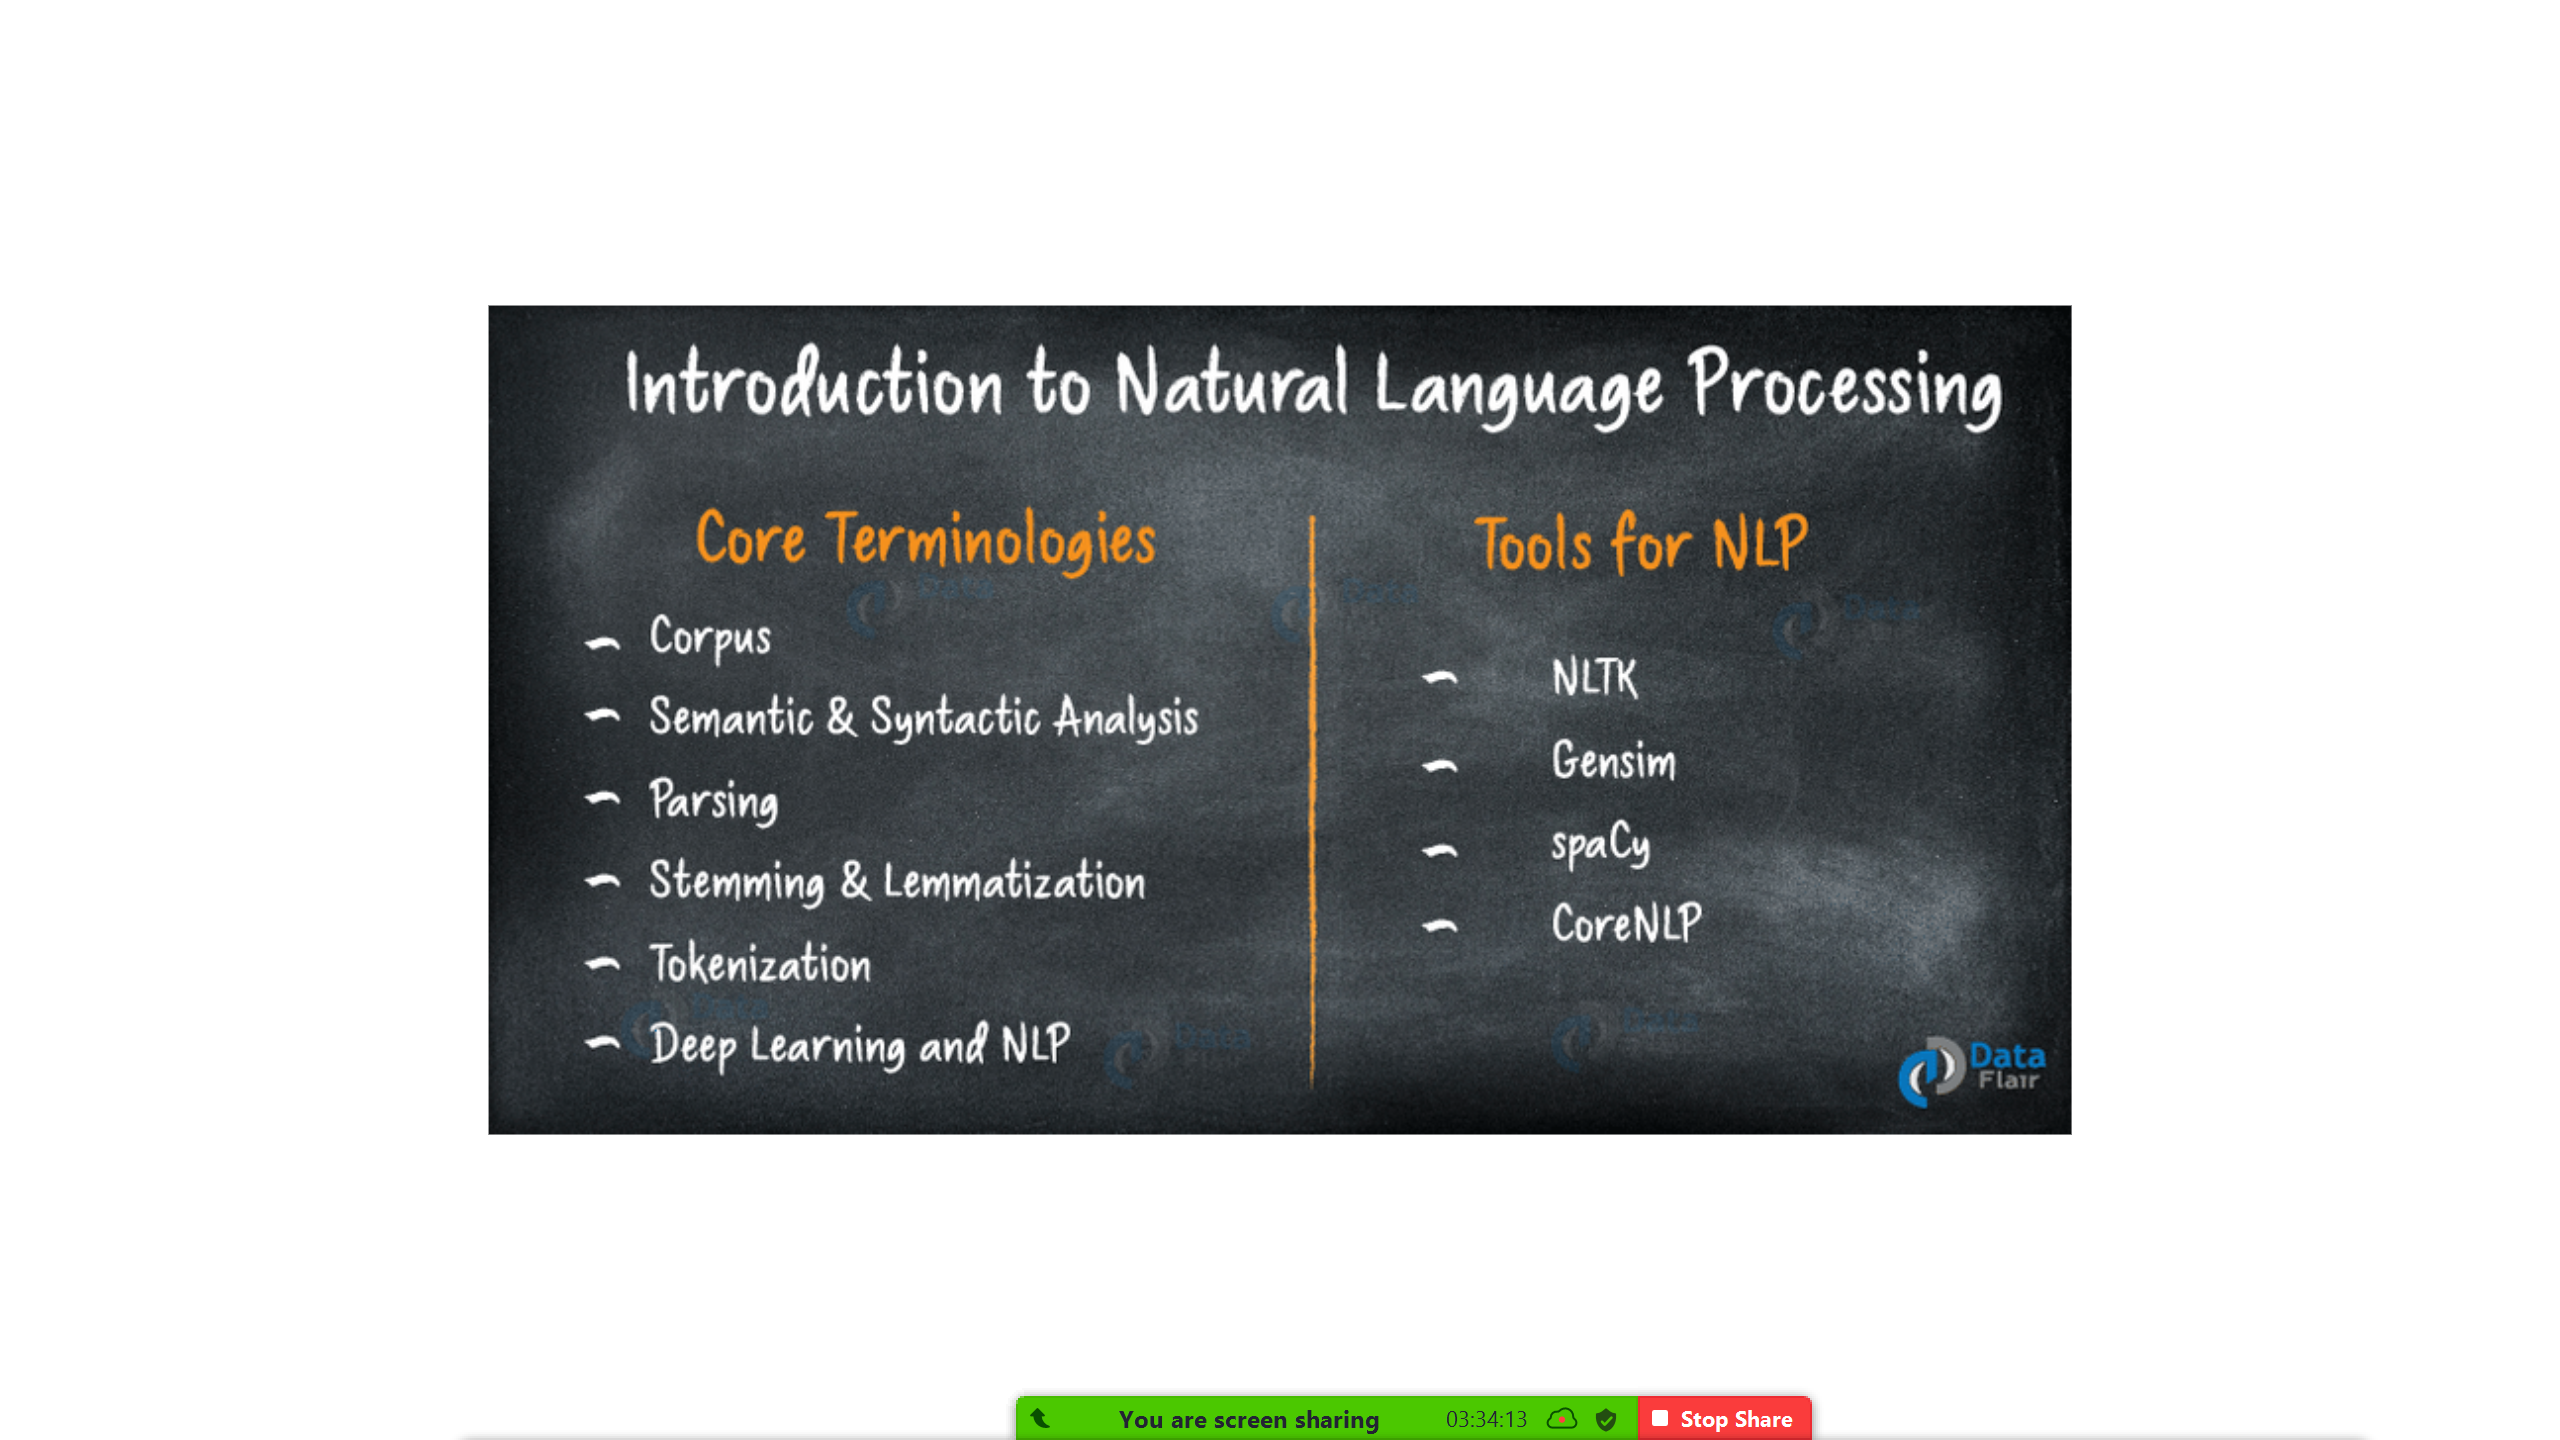 Introduction to Natural Language Processing
Core Terminologies
Corpus
Semantic & Syntactic Analysis
Parsing
Stemming & Lemmatization
Tokenization
Deep Learning and NLP
Tools for NLP
NLTK
Gensim
spaCy
CoreNLP
Data
Flair
You are screen sharing 03:34:13 Stop Share